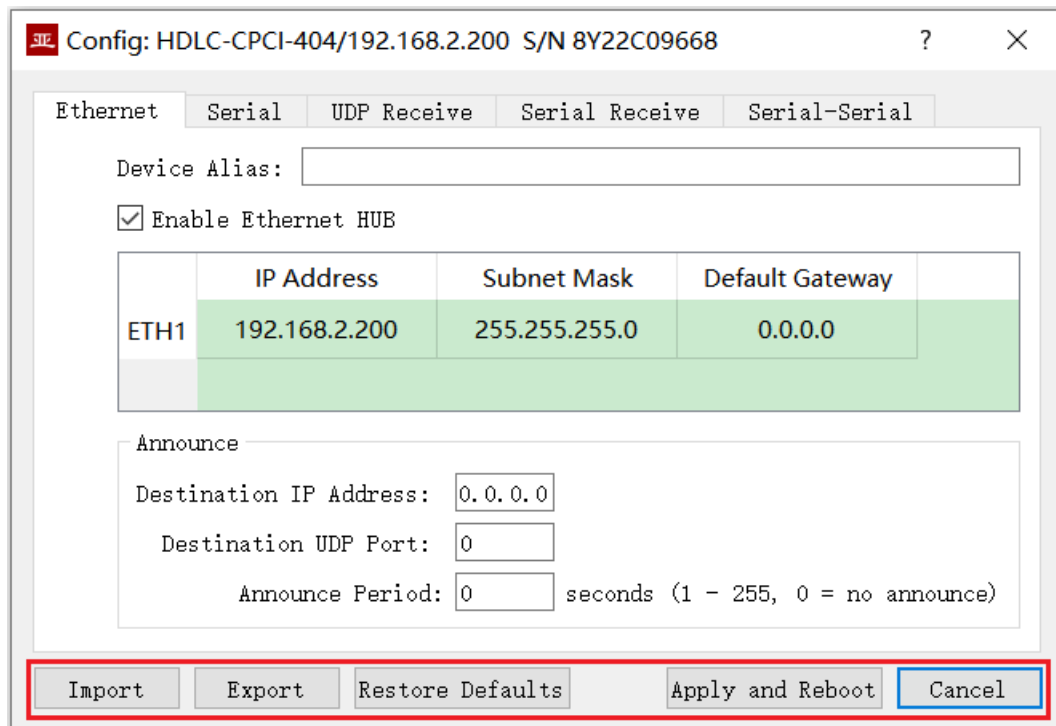 Config: HDLC-CPCI-404/192.168.2.200 S/N 8Y22C09668 ?
Ethernet Serial UDP Receive Serial Receive Serial-Serial
Device Alias:
Enable Ethernet HUB
IP Address Subnet Mask Default Gateway
ETH1 192.168.2.200 255.255.255.0 0.0.0.0
Announce
Destination IP Address: 0.0.0.0
Destination UDP Port: 0
Announce Period: 0 seconds (1 - 255, 0 = no announce)
Import Export Restore Defaults Apply and Reboot Cancel